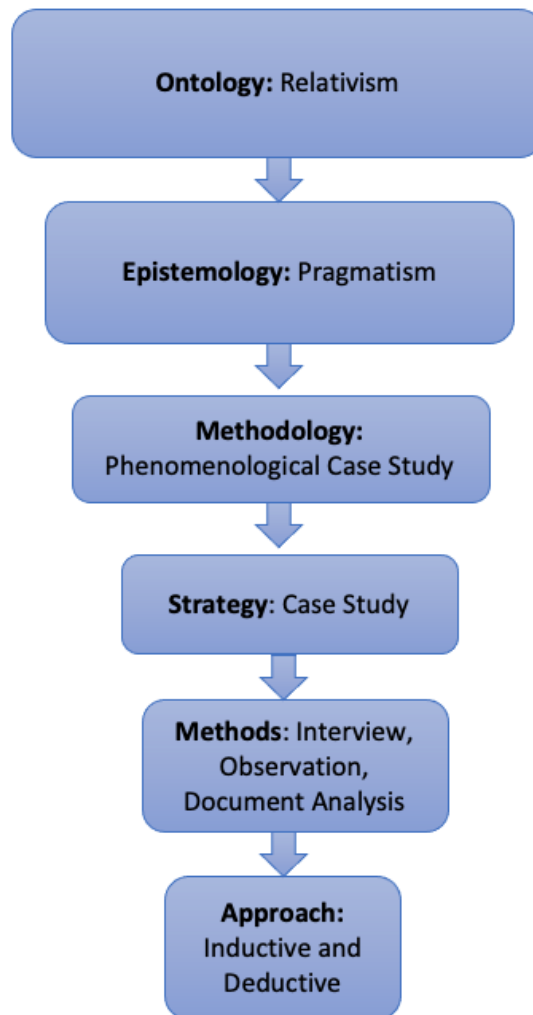 Ontology: Relativism
Epistemology: Pragmatism
Methodology:
Phenomenological Case Study
Strategy: Case Study
Methods: Interview,
Observation,
Document Analysis
Approach:
Inductive and
Deductive